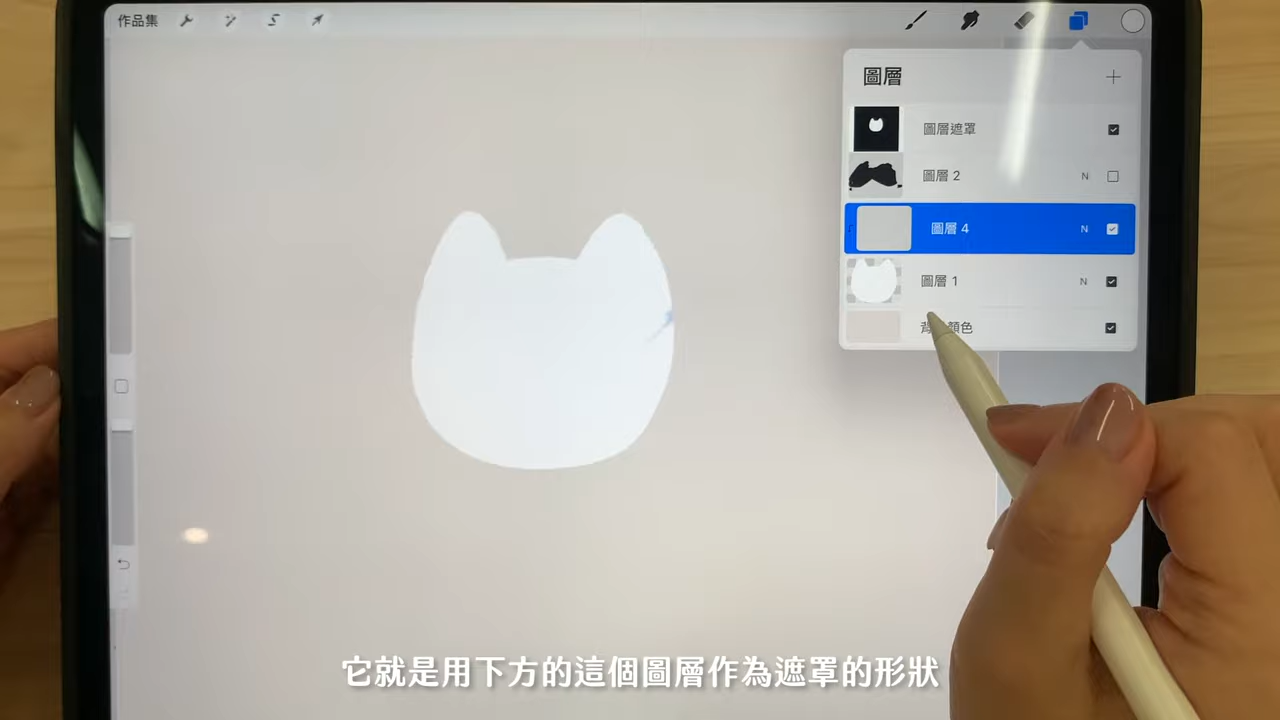 作品集
圖層
圖層遮罩
圖層 2 N
圖層 4 N
圖層 1 N
背 顏色
它就是用下方的這個圖層作為遮罩的形狀